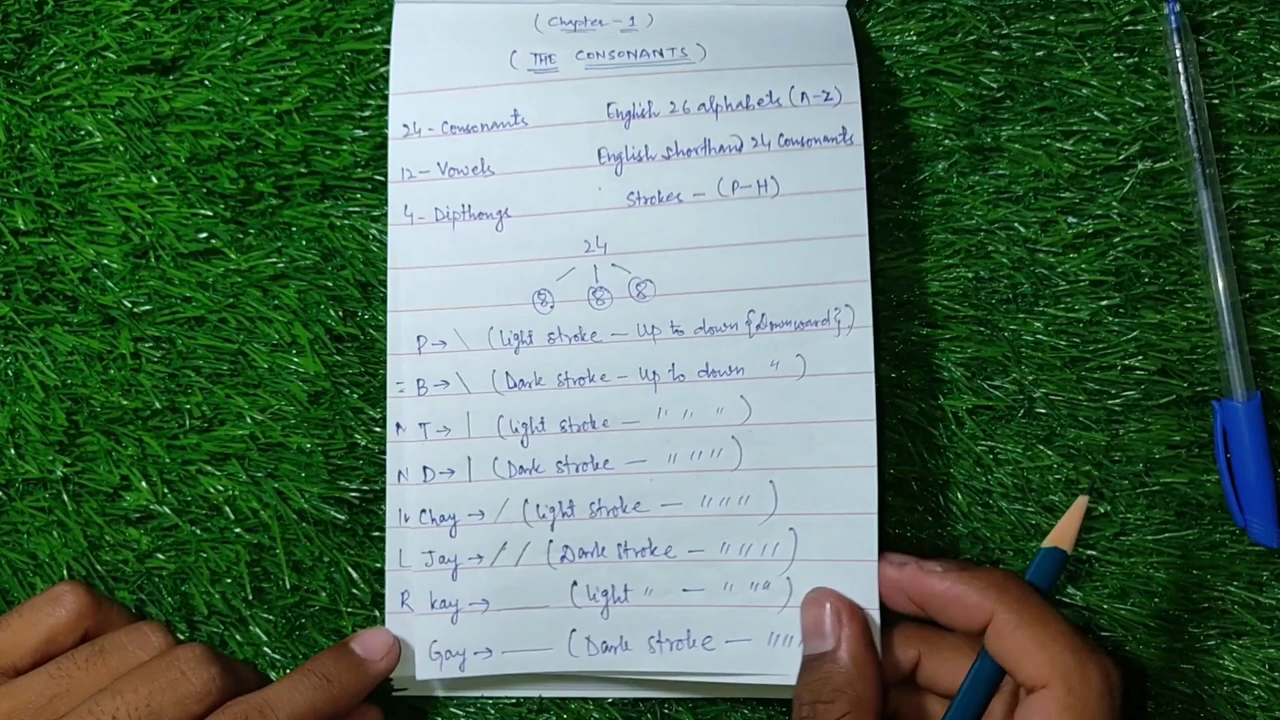 (Chapter-1)
(THE CONSONANTS)
24-Consonants English 26 alphabets (A-Z)
12-Vowels English shorthand 24 Consonants
4-Dipthongs Strokes - (P-H)
24
8 8 8
P→ \ (light stroke - Up to down {Downward})
= B→ \ (Dark stroke - Up to down ")
T→ | (light stroke - " " ")
N D→ | (Dark stroke - " " ")
Chay→ / (light stroke - " " ")
L Jay→ / / (Dark stroke - " " ")
R kay→ — (light " - " " ")
Gay→ — (Dark stroke - " "